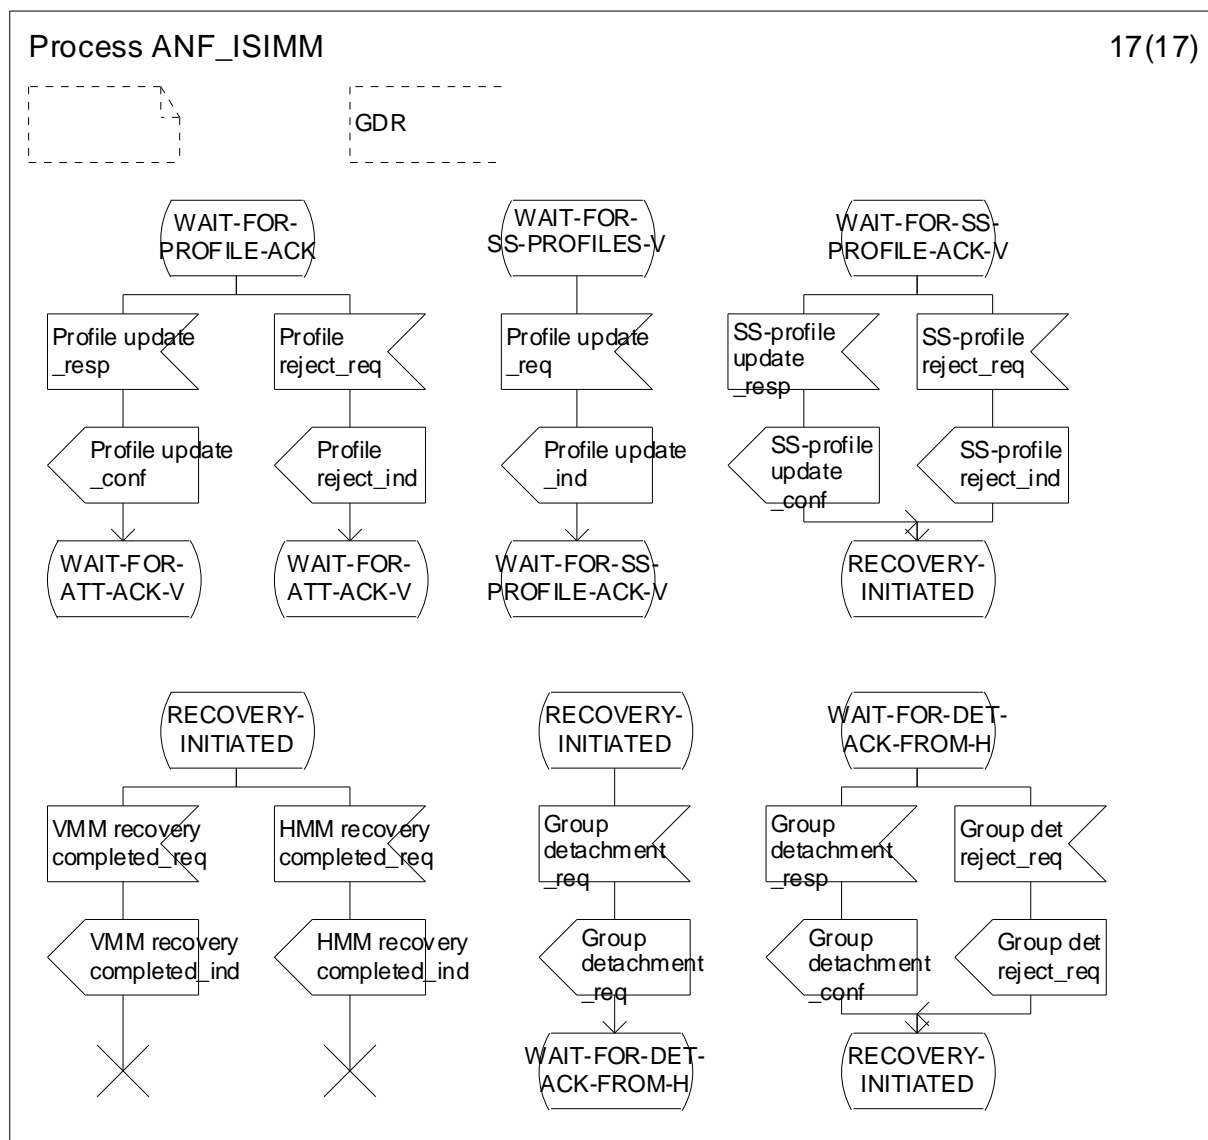 Process ANF_ISIMM
17(17)
GDR
WAIT-FOR-
PROFILE-ACK
WAIT-FOR-
SS-PROFILES-V
WAIT-FOR-SS-
PROFILE-ACK-V
Profile update
_resp
Profile
reject_req
Profile update
_req
SS-profile
update
_resp
SS-profile
reject_req
Profile update
_conf
Profile
reject_ind
Profile update
_ind
SS-profile
update
_conf
SS-profile
reject_ind
WAIT-FOR-
ATT-ACK-V
WAIT-FOR-
ATT-ACK-V
WAIT-FOR-SS-
PROFILE-ACK-V
RECOVERY-
INITIATED
RECOVERY-
INITIATED
RECOVERY-
INITIATED
WAIT-FOR-DET-
ACK-FROM-H
VMM recovery
completed_req
HMM recovery
completed_req
Group
detachment
_req
Group
detachment
_resp
Group det
reject_req
VMM recovery
completed_ind
HMM recovery
completed_ind
Group
detachment
_req
Group
detachment
_conf
Group det
reject_req
WAIT-FOR-DET-
ACK-FROM-H
RECOVERY-
INITIATED